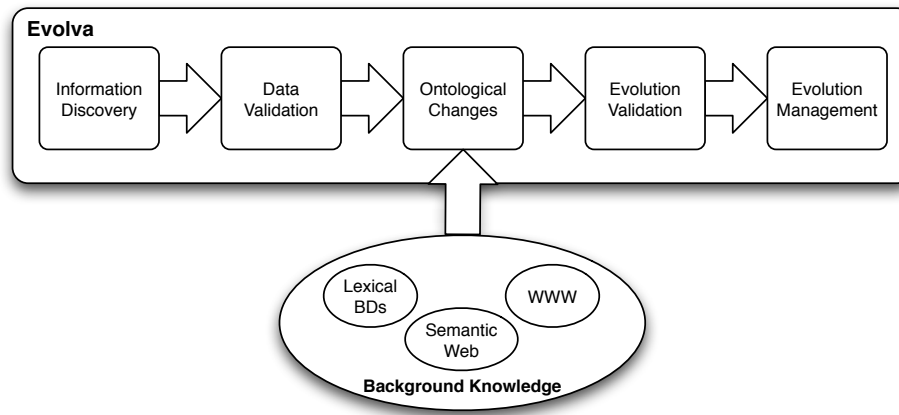 Evolva
Information
Discovery
Data
Validation
Ontological
Changes
Evolution
Validation
Evolution
Management
Lexical
BDs
WWW
Semantic
Web
Background Knowledge